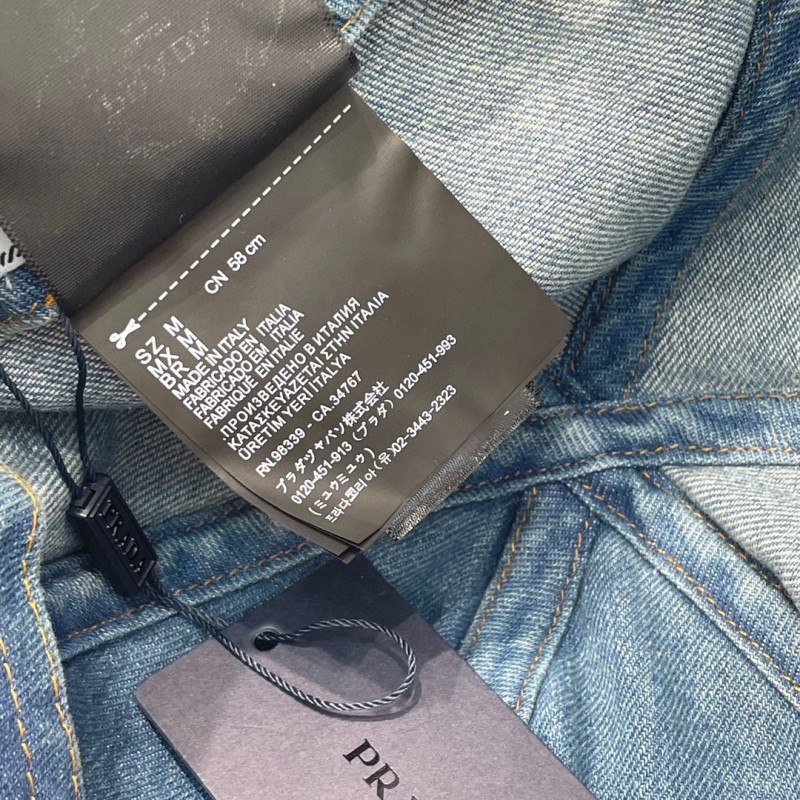 CN 58 cm
SZ M
MX M
BR M
MADE IN ITALY
FABRICADO EN ITALIA
FABRICADO EM ITALIA
FABRIQUE EN ITALIE
ПРОИЗВЕДЕНО В ИТАЛИЯ
ΚΑΤΑΣΚΕΥΑΖΕΤΑΙ ΣΤΗΝ ΙΤΑΛΙΑ
ÜRETİM YERİ ITALYA
RN.98339 - CA.34767
プラダジャパン株式会社
0120-451-913 (プラダ) 0120-451-993
(ミュウミュウ)
프라다코리아(유)02-3443-2323
PRADA
PR